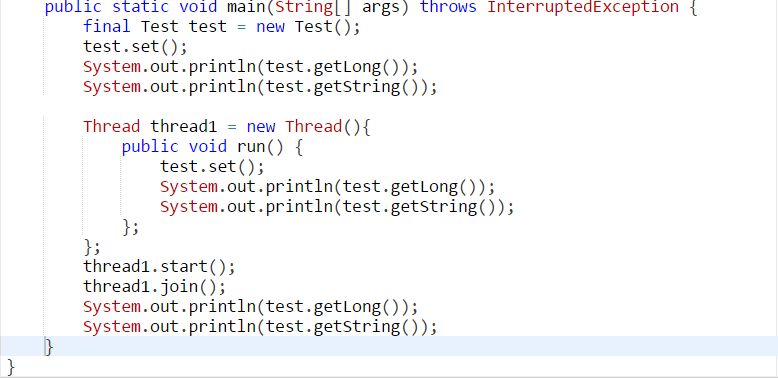 public static void main(String[] args) throws InterruptedException {
final Test test = new Test();
test.set();
System.out.println(test.getLong());
System.out.println(test.getString());
Thread thread1 = new Thread(){
public void run() {
test.set();
System.out.println(test.getLong());
System.out.println(test.getString());
};
};
thread1.start();
thread1.join();
System.out.println(test.getLong());
System.out.println(test.getString());
}
}